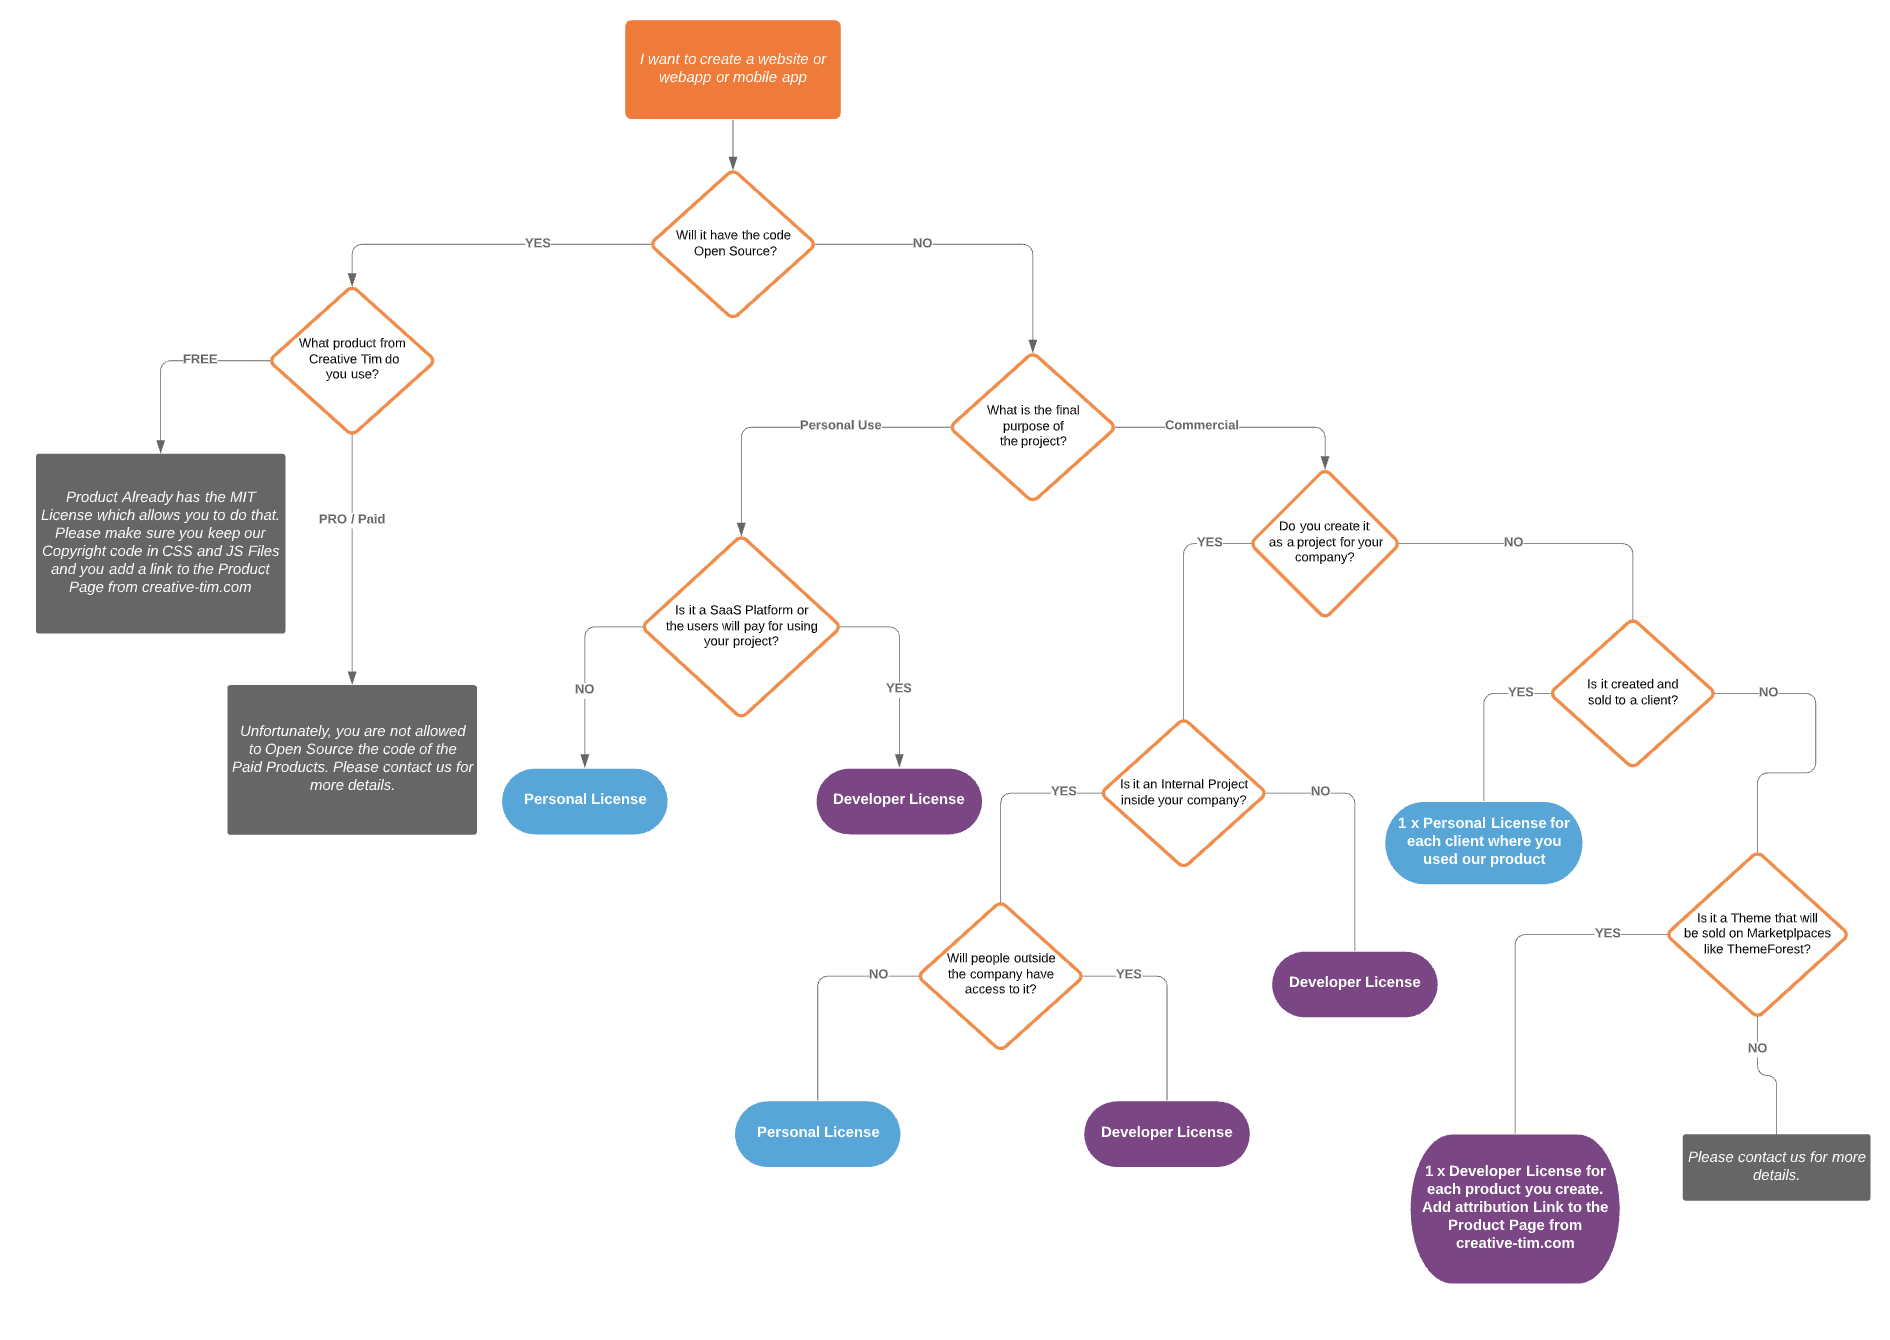 I want to create a website or
webapp or mobile app
Will it have the code
Open Source?
YES
NO
What product from
Creative Tim do
you use?
FREE
PRO / Paid
Product Already has the MIT
License which allows you to do that.
Please make sure you keep our
Copyright code in CSS and JS Files
and you add a link to the Product
Page from creative-tim.com
Unfortunately, you are not allowed
to Open Source the code of the
Paid Products. Please contact us for
more details.
What is the final
purpose of
the project?
Personal Use
Commercial
Is it a SaaS Platform or
the users will pay for using
your project?
NO
YES
Personal License
Developer License
Do you create it
as a project for your
company?
YES
NO
Is it an Internal Project
inside your company?
YES
NO
Will people outside
the company have
access to it?
NO
YES
Personal License
Developer License
Developer License
Is it created and
sold to a client?
YES
NO
1 x Personal License for
each client where you
used our product
Is it a Theme that will
be sold on Marketplpaces
like ThemeForest?
YES
NO
1 x Developer License for
each product you create.
Add attribution Link to the
Product Page from
creative-tim.com
Please contact us for more
details.